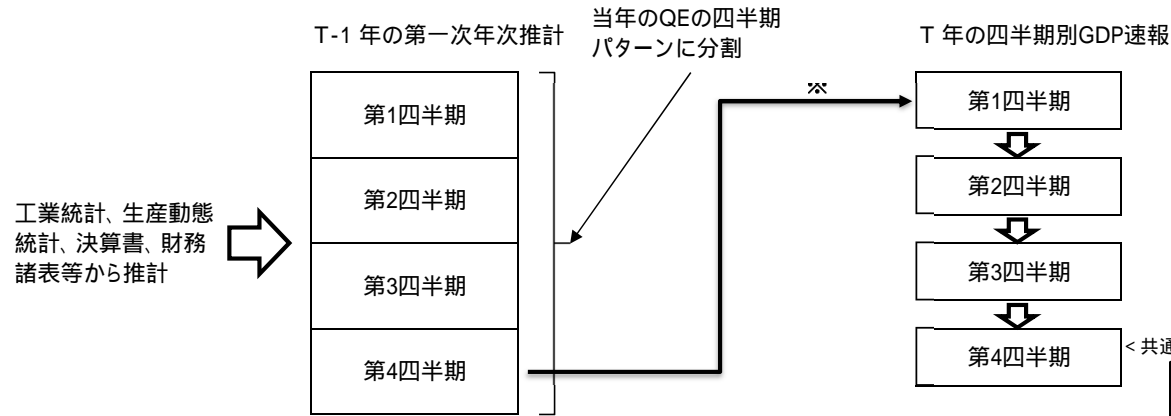 T-1 年の第一次年次推計
当年のQEの四半期
パターンに分割
T 年の四半期別GDP速報
第1四半期
第2四半期
第3四半期
第4四半期
工業統計、生産動態
統計、決算書、財務
諸表等から推計
※
第1四半期
第2四半期
第3四半期
第4四半期
<共通